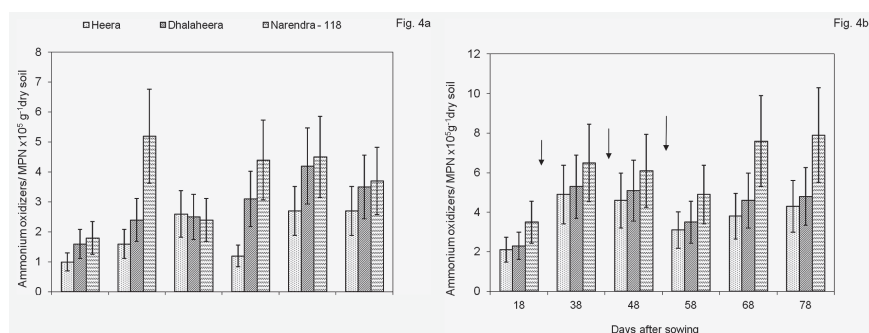 Heera Dhalaheera Narendra - 118 Fig. 4a
8
7
6
5
4
3
2
1
0
Ammonium oxidizers/ MPN x10⁵ g⁻¹dry soil
Fig. 4b
12
10
8
6
4
2
0
Ammonium oxidizers/ MPN x10⁵g⁻¹dry soil
18 38 48 58 68 78
Days after sowing